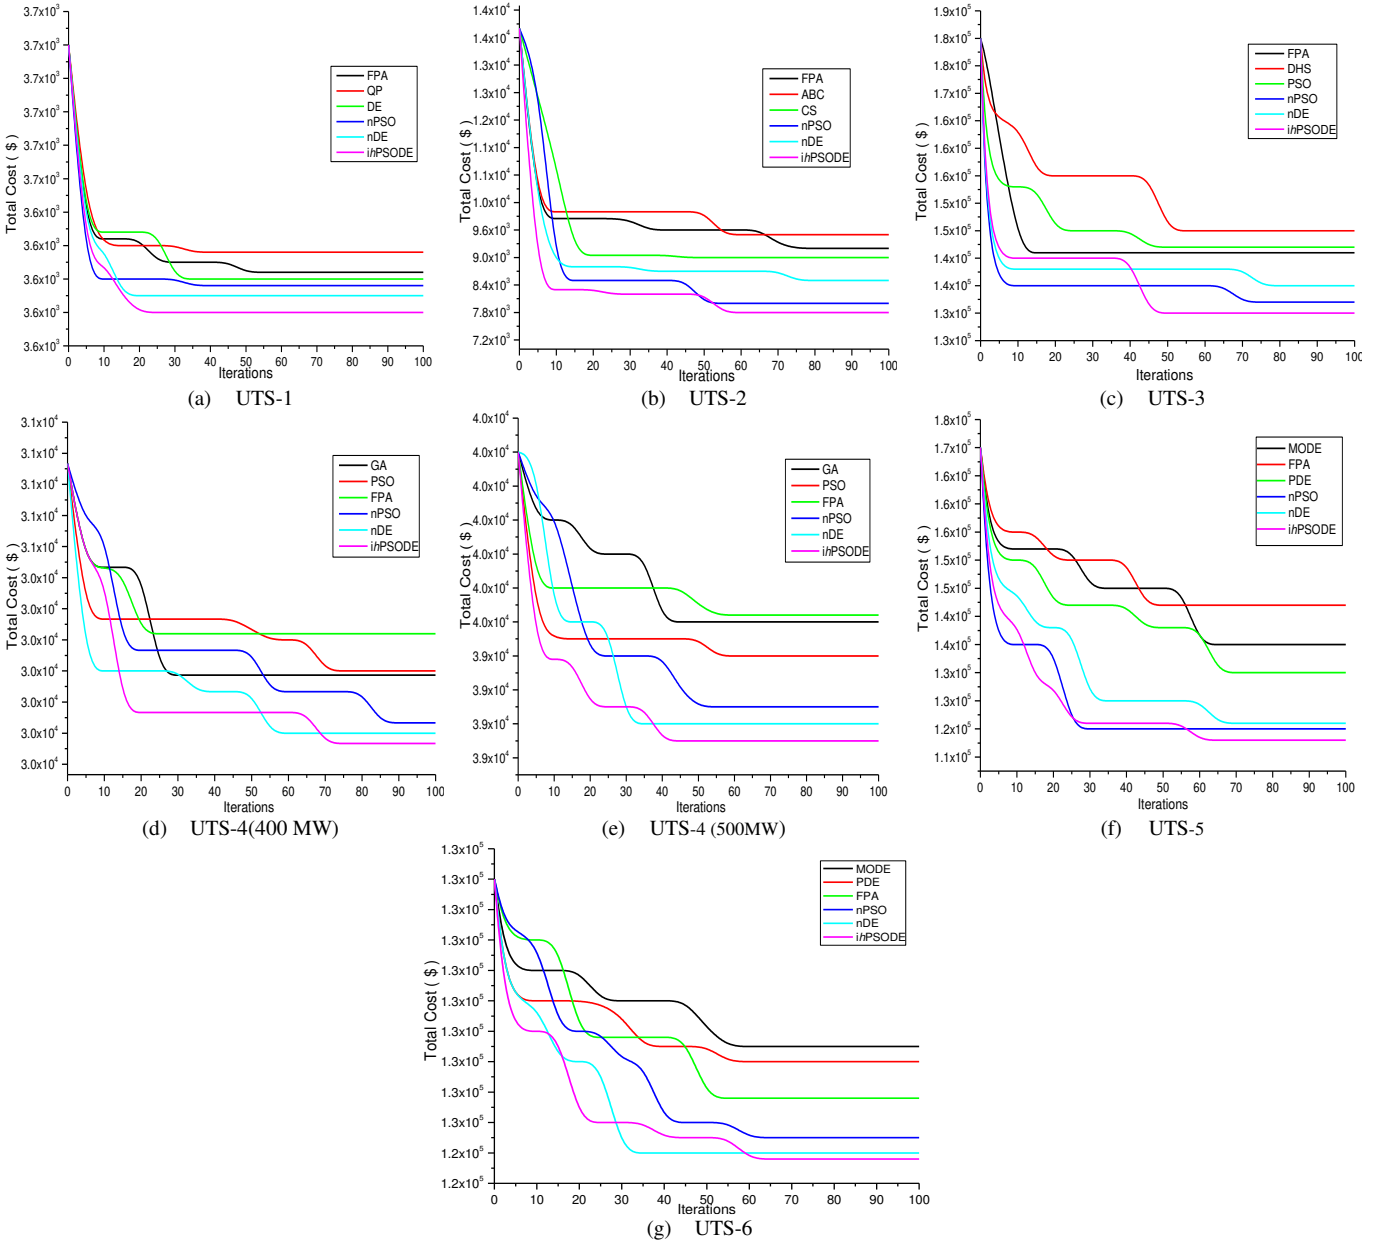 3.7x10³
3.7x10³
3.7x10³
3.7x10³
3.7x10³
3.6x10³
3.6x10³
3.6x10³
3.6x10³
3.6x10³
Total Cost ( $ )
FPA
QP
DE
nPSO
nDE
ihPSODE
0 10 20 30 40 50 60 70 80 90 100
Iterations
(a) UTS-1
1.4x10⁴
1.4x10⁴
1.3x10⁴
1.3x10⁴
1.2x10⁴
1.1x10⁴
1.1x10⁴
1.0x10⁴
9.6x10³
9.0x10³
8.4x10³
7.8x10³
7.2x10³
Total Cost ( $ )
FPA
ABC
CS
nPSO
nDE
ihPSODE
0 10 20 30 40 50 60 70 80 90 100
Iterations
(b) UTS-2
1.9x10⁵
1.8x10⁵
1.7x10⁵
1.7x10⁵
1.6x10⁵
1.6x10⁵
1.5x10⁵
1.5x10⁵
1.4x10⁵
1.4x10⁵
1.3x10⁵
1.3x10⁵
Total Cost ( $ )
FPA
DHS
PSO
nPSO
nDE
ihPSODE
0 10 20 30 40 50 60 70 80 90 100
Iterations
(c) UTS-3
3.1x10⁴
3.1x10⁴
3.1x10⁴
3.1x10⁴
3.1x10⁴
3.0x10⁴
3.0x10⁴
3.0x10⁴
3.0x10⁴
3.0x10⁴
3.0x10⁴
3.0x10⁴
Total Cost ( $ )
GA
PSO
FPA
nPSO
nDE
ihPSODE
0 10 20 30 40 50 60 70 80 90 100
Iterations
(d) UTS-4(400 MW)
4.0x10⁴
4.0x10⁴
4.0x10⁴
4.0x10⁴
4.0x10⁴
4.0x10⁴
4.0x10⁴
3.9x10⁴
3.9x10⁴
3.9x10⁴
3.9x10⁴
Total Cost ( $ )
GA
PSO
FPA
nPSO
nDE
ihPSODE
0 10 20 30 40 50 60 70 80 90 100
Iterations
(e) UTS-4 (500MW)
1.7x10⁵
1.7x10⁵
1.6x10⁵
1.6x10⁵
1.5x10⁵
1.5x10⁵
1.4x10⁵
1.4x10⁵
1.3x10⁵
1.3x10⁵
1.2x10⁵
1.2x10⁵
1.1x10⁵
Total Cost ( $ )
MODE
FPA
PDE
nPSO
nDE
ihPSODE
0 10 20 30 40 50 60 70 80 90 100
Iterations
(f) UTS-5
1.3x10⁵
1.3x10⁵
1.3x10⁵
1.3x10⁵
1.3x10⁵
1.3x10⁵
1.3x10⁵
1.3x10⁵
1.3x10⁵
1.3x10⁵
1.2x10⁵
1.2x10⁵
Total Cost ( $ )
MODE
PDE
FPA
nPSO
nDE
ihPSODE
0 10 20 30 40 50 60 70 80 90 100
Iterations
(g) UTS-6